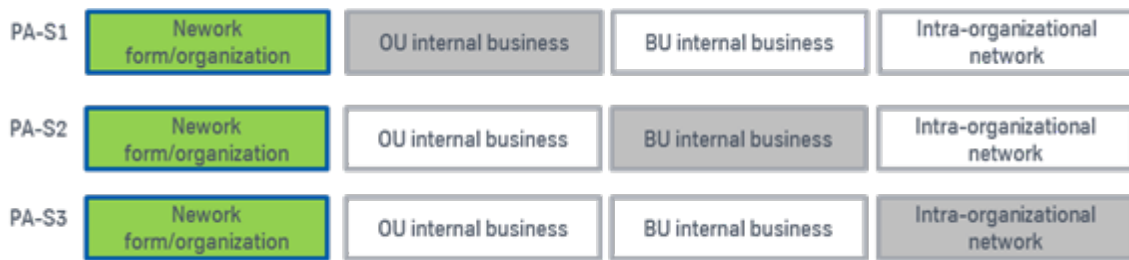 PA-S1
Nework
form/organization
OU internal business
BU internal business
Intra-organizational
network
PA-S2
Nework
form/organization
OU internal business
BU internal business
Intra-organizational
network
PA-S3
Nework
form/organization
OU internal business
BU internal business
Intra-organizational
network